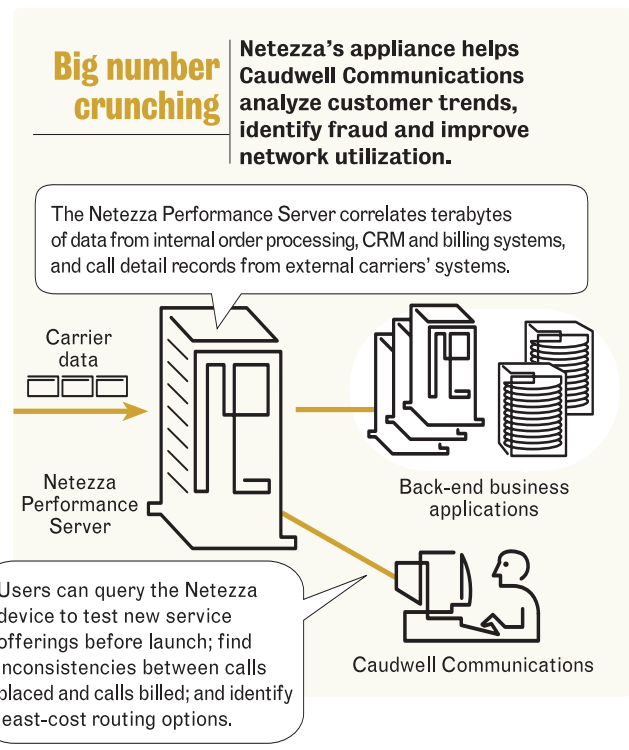 Big number
crunching
Netezza's appliance helps
Caudwell Communications
analyze customer trends,
identify fraud and improve
network utilization.
The Netezza Performance Server correlates terabytes
of data from internal order processing, CRM and billing systems,
and call detail records from external carriers' systems.
Carrier
data
Netezza
Performance
Server
Back-end business
applications
Users can query the Netezza
device to test new service
offerings before launch; find
inconsistencies between calls
placed and calls billed; and identify
least-cost routing options.
Caudwell Communications